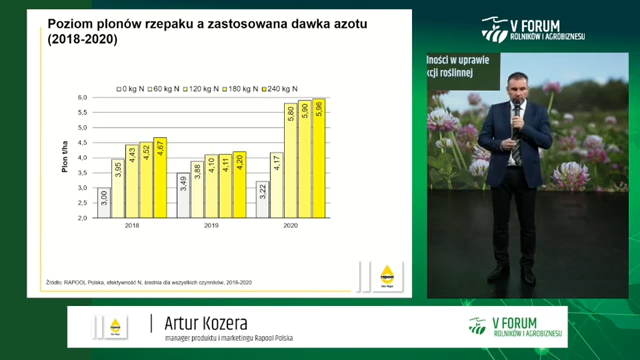 Poziom plonów rzepaku a zastosowana dawka azotu
(2018-2020)
0 kg N 60 kg N 120 kg N 180 kg N 240 kg N
Plon t/ha
6,0
5,5
5,0
4,5
4,0
3,5
3,0
2,5
2,0
3,00 3,95 4,43 4,52 4,67
3,49 3,88 4,10 4,11 4,20
3,22 4,17 5,80 5,90 5,96
2018 2019 2020
Źródło: RAPOOL Polska, efektywność N, średnia dla wszystkich czynników, 2018-2020
rapool
V FORUM
ROLNIKÓW I AGROBIZNESU
lności w uprawie
kcji roślinnej
Artur Kozera
manager produktu i marketingu Rapool Polska
V FORUM
ROLNIKÓW I AGROBIZNESU